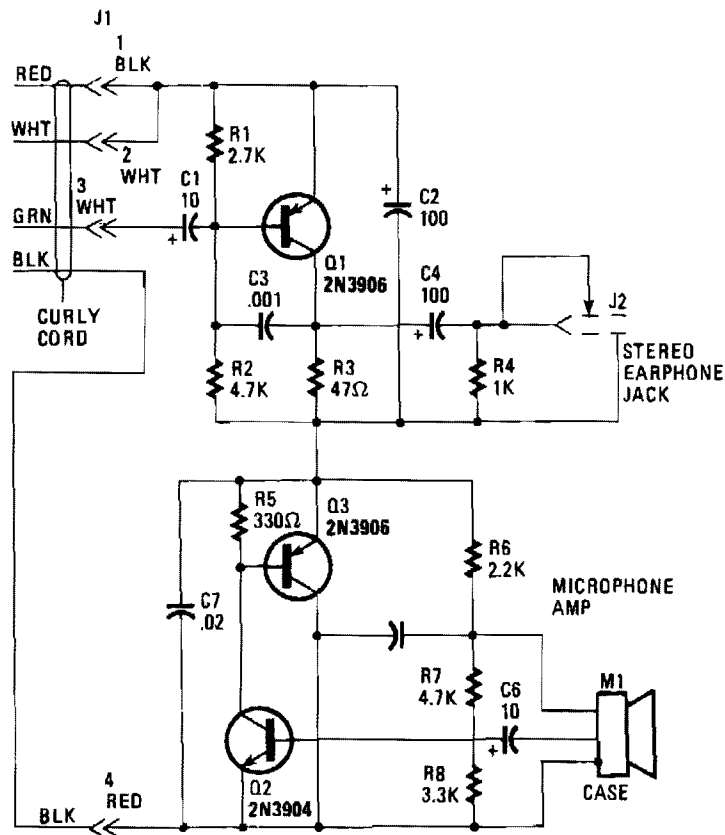 J1
1
BLK
RED
WHT
2
WHT
3
WHT
GRN
BLK
CURLY
CORD
R1
2.7K
C1
10
+
Q1
2N3906
+
C2
100
C3
.001
C4
100
+
R2
4.7K
R3
47Ω
R4
1K
J2
STEREO
EARPHONE
JACK
R5
330Ω
Q3
2N3906
R6
2.2K
MICROPHONE
AMP
C7
.02
R7
4.7K
C6
10
+
M1
Q2
2N3904
R8
3.3K
CASE
4
RED
BLK